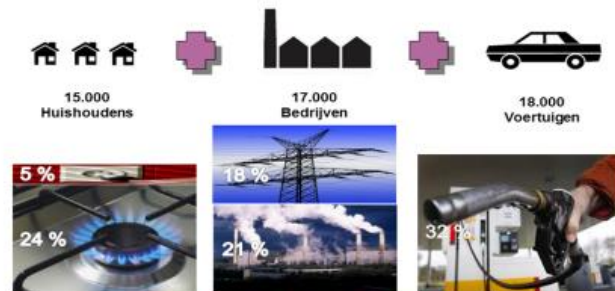 15.000
Huishoudens
17.000
Bedrijven
18.000
Voertuigen
5 %
24 %
18 %
21 %
32 %